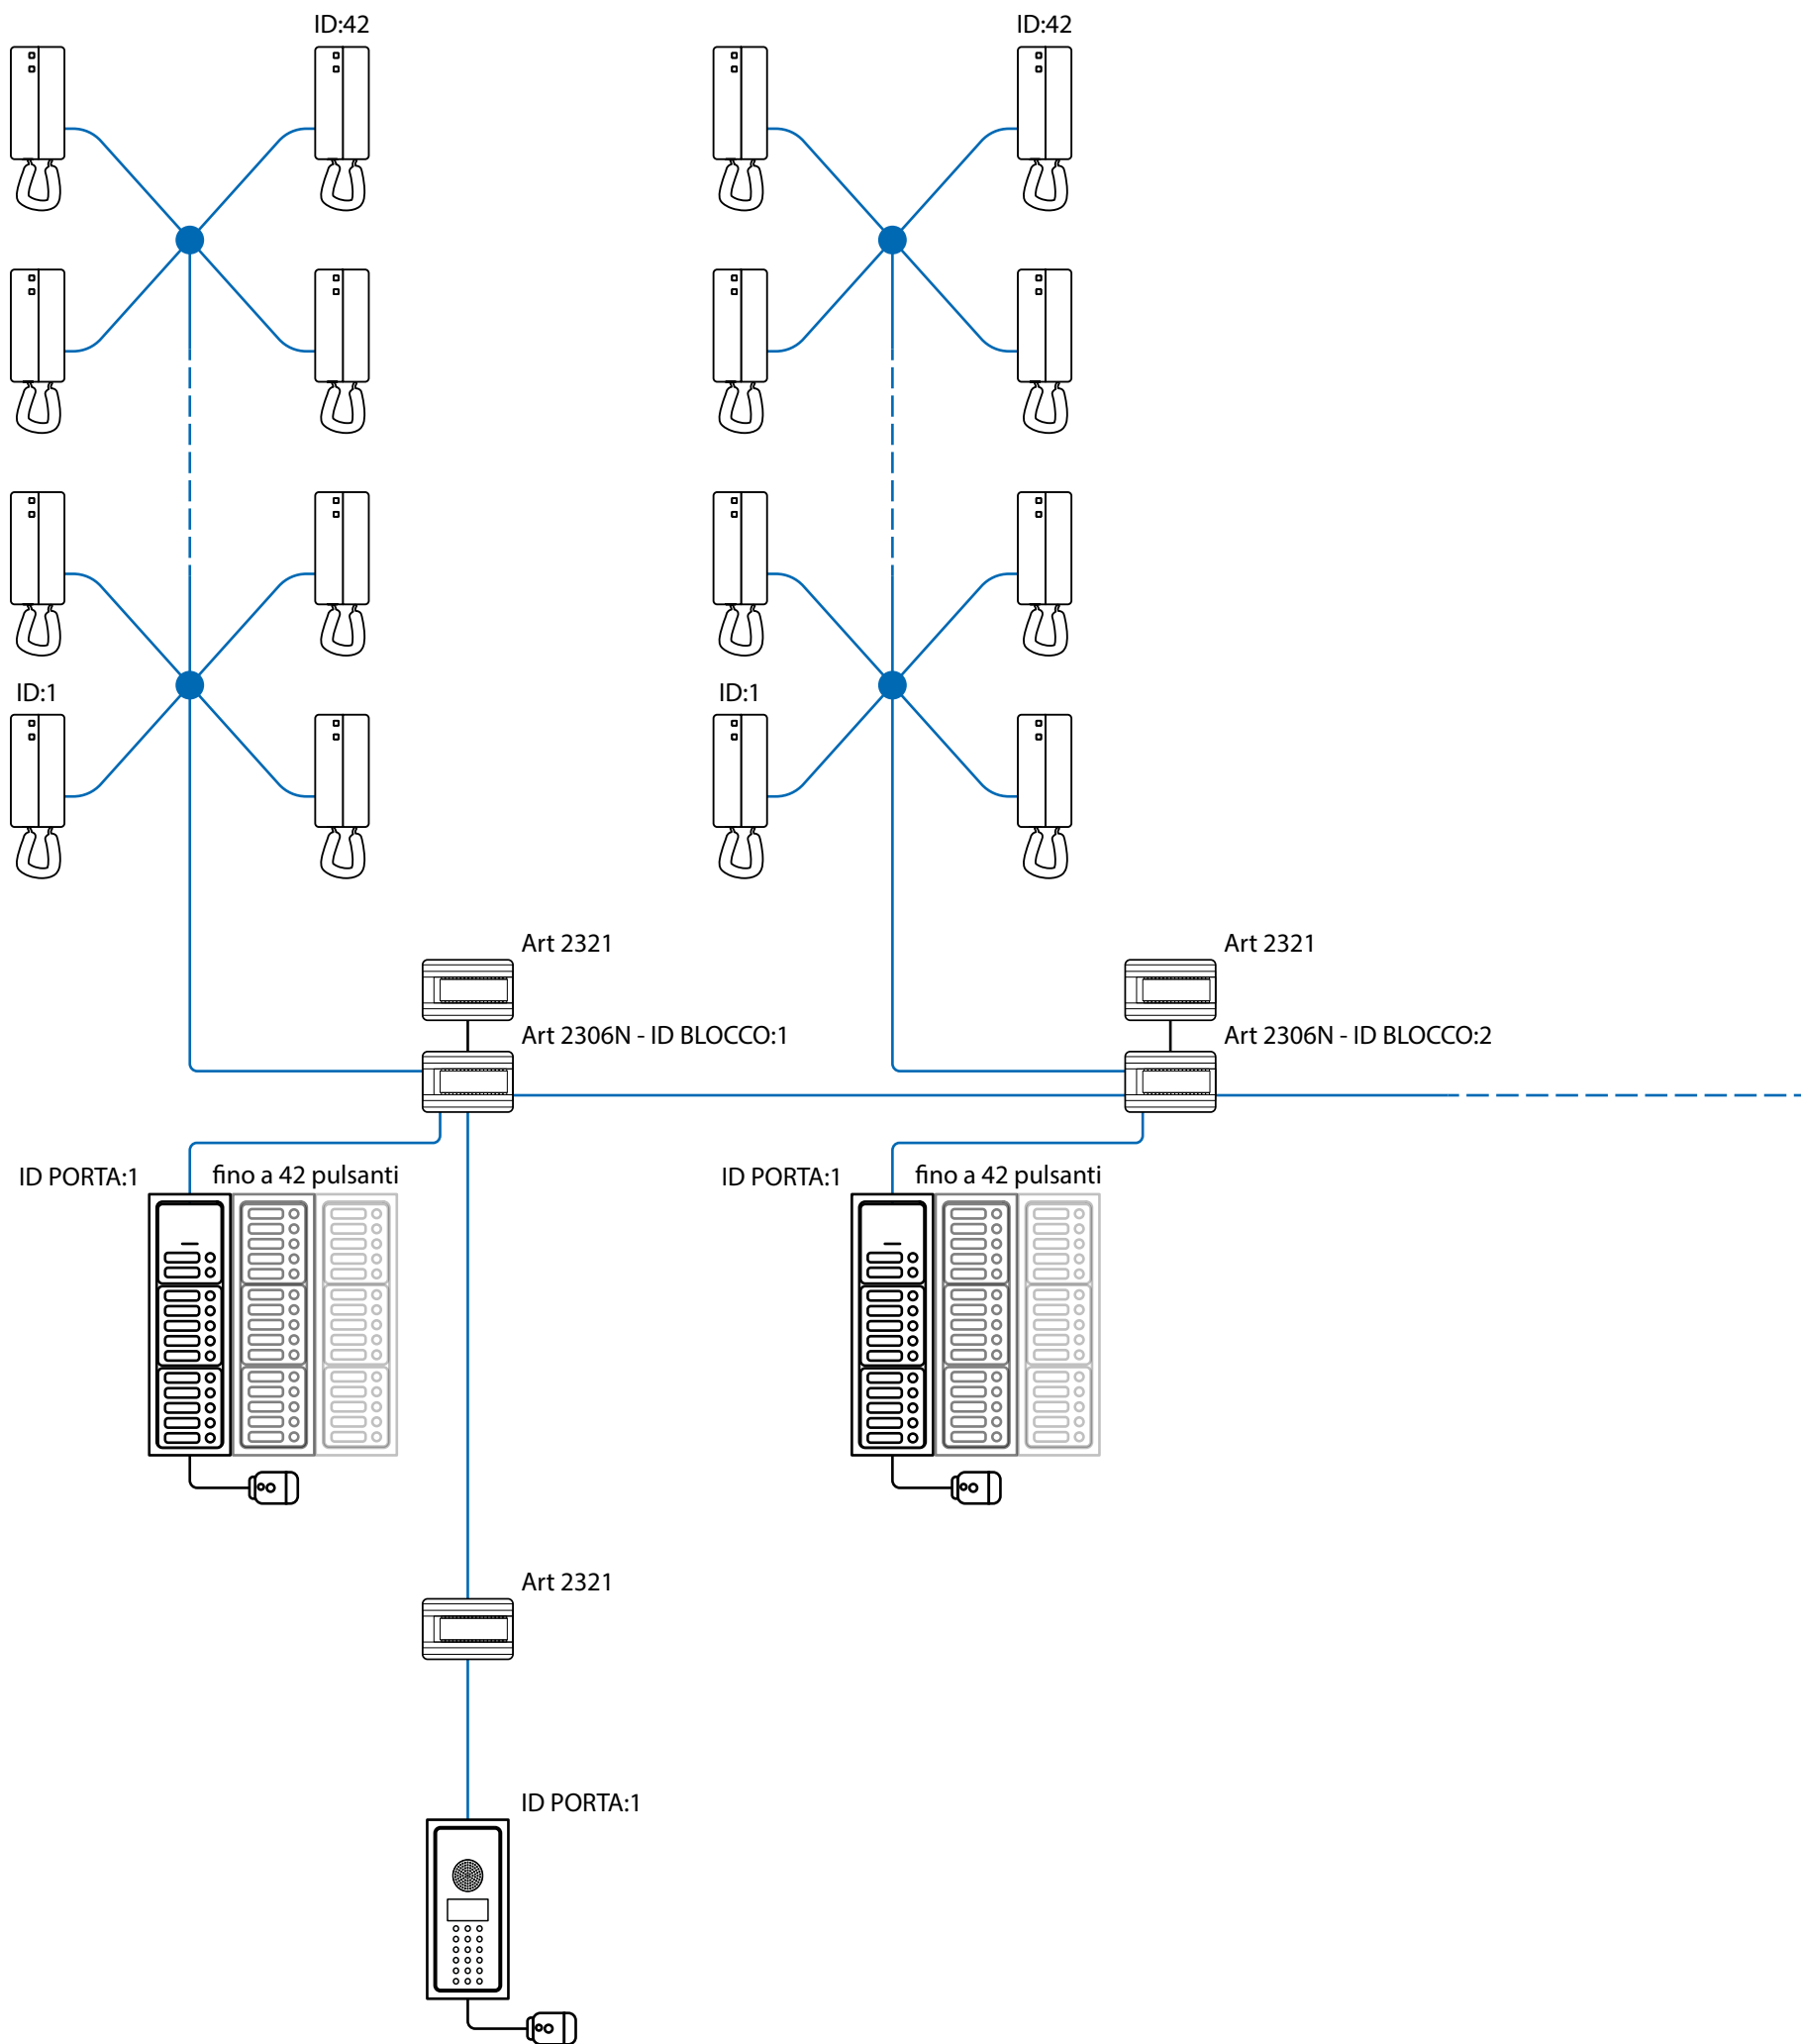 ID:42
ID:42
ID:1
ID:1
Art 2321
Art 2321
Art 2306N - ID BLOCCO:1
Art 2306N - ID BLOCCO:2
ID PORTA:1
fino a 42 pulsanti
ID PORTA:1
fino a 42 pulsanti
Art 2321
ID PORTA:1